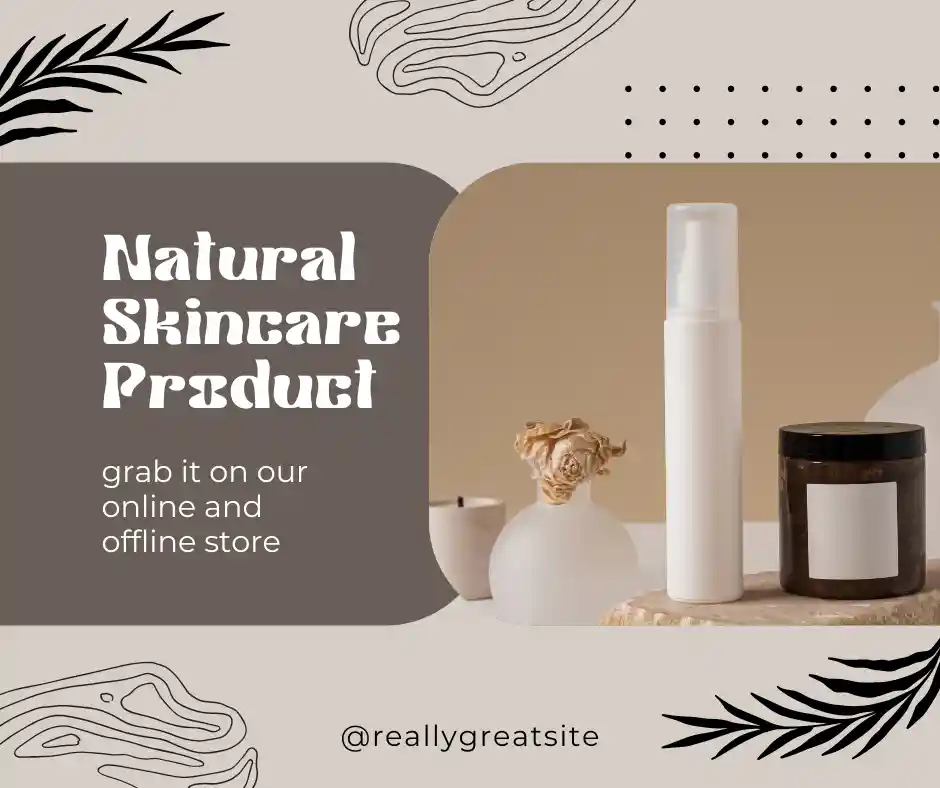 Natural
Skincare
Product
grab it on our
online and
offline store
@reallygreatsite